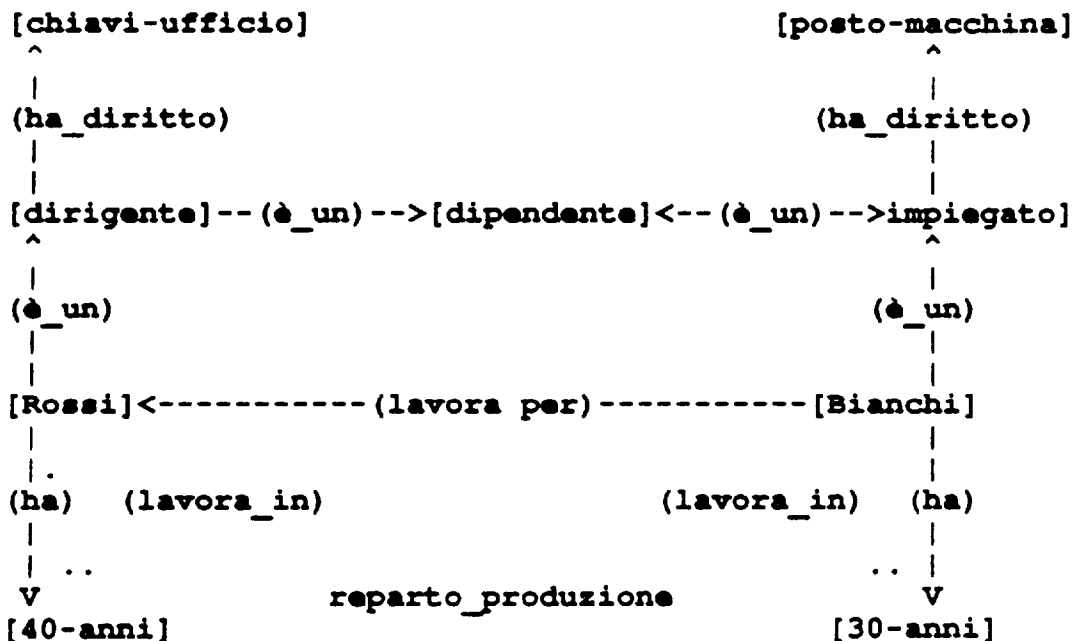 [chiavi-ufficio] [posto-macchina]
^ ^
| |
(ha_diritto) (ha_diritto)
| |
| |
[dirigente]--(è_un)-->[dipendente]<--(è_un)-->impiegato]
^ ^
| |
(è_un) (è_un)
| |
| |
[Rossi]<-----------(lavora per)-----------[Bianchi]
| |
| . |
(ha) (lavora_in) (lavora_in) (ha)
| |
| .. .. |
V reparto_produzione V
[40-anni] [30-anni]